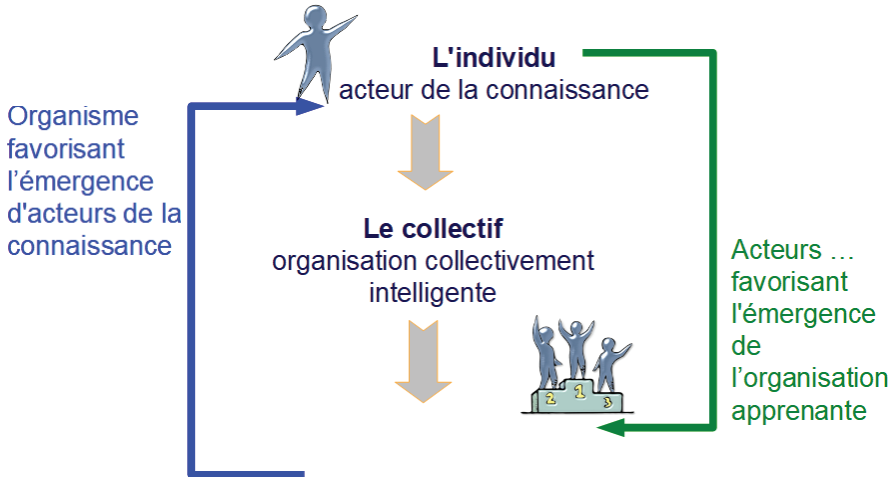 L'individu
acteur de la connaissance
Organisme
favorisant
l’émergence
d'acteurs de la
connaissance
Le collectif
organisation collectivement
intelligente
Acteurs …
favorisant
l'émergence
de
l’organisation
apprenante
2 1 3